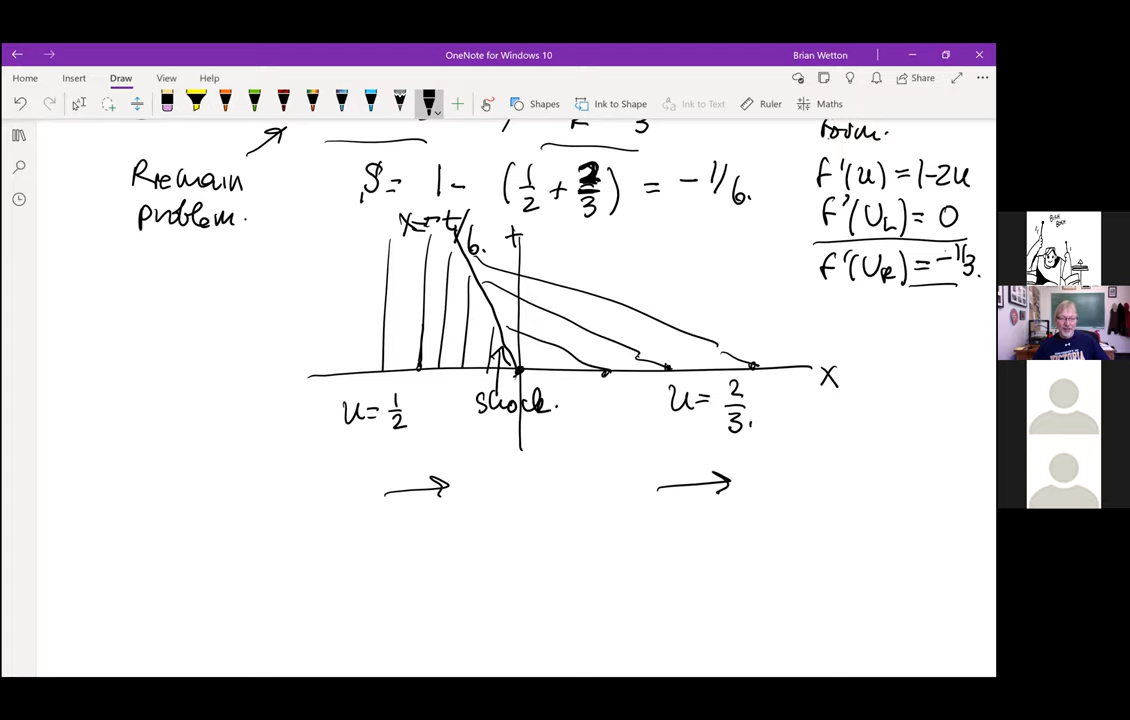 OneNote for Windows 10
Brian Wetton
Home Insert Draw View Help
Share
Shapes
Ink to Shape
Ink to Text
Ruler
Maths
form.
Rremain
problem.
S = 1 - (1/2 + 2/3) = -1/6.
f'(u) = 1-2u
f'(U_L) = 0
f'(U_R) = -1/3.
x = -t/6.
t
x
u = 1/2
shock.
u = 2/3.
VICTORIA